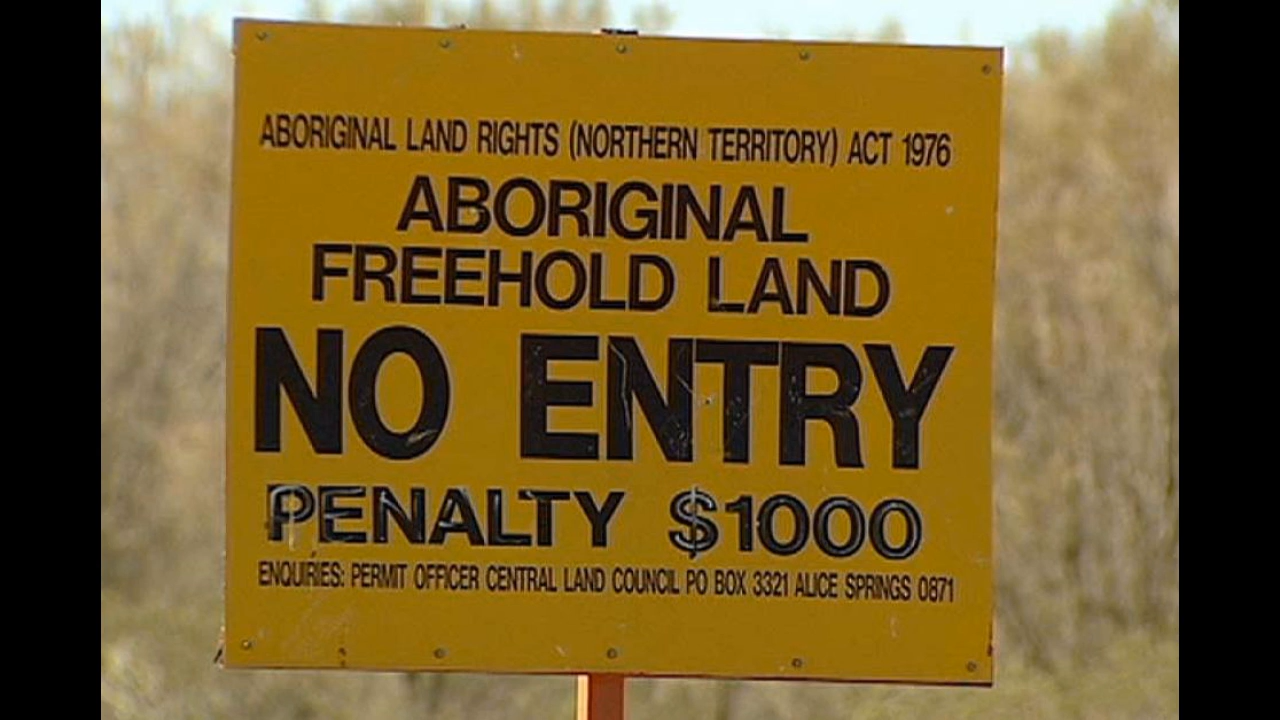 ABORIGINAL LAND RIGHTS (NORTHERN TERRITORY) ACT 1976
ABORIGINAL
FREEHOLD LAND
NO ENTRY
PENALTY $1000
ENQUIRIES: PERMIT OFFICER CENTRAL LAND COUNCIL PO BOX 3321 ALICE SPRINGS 0871